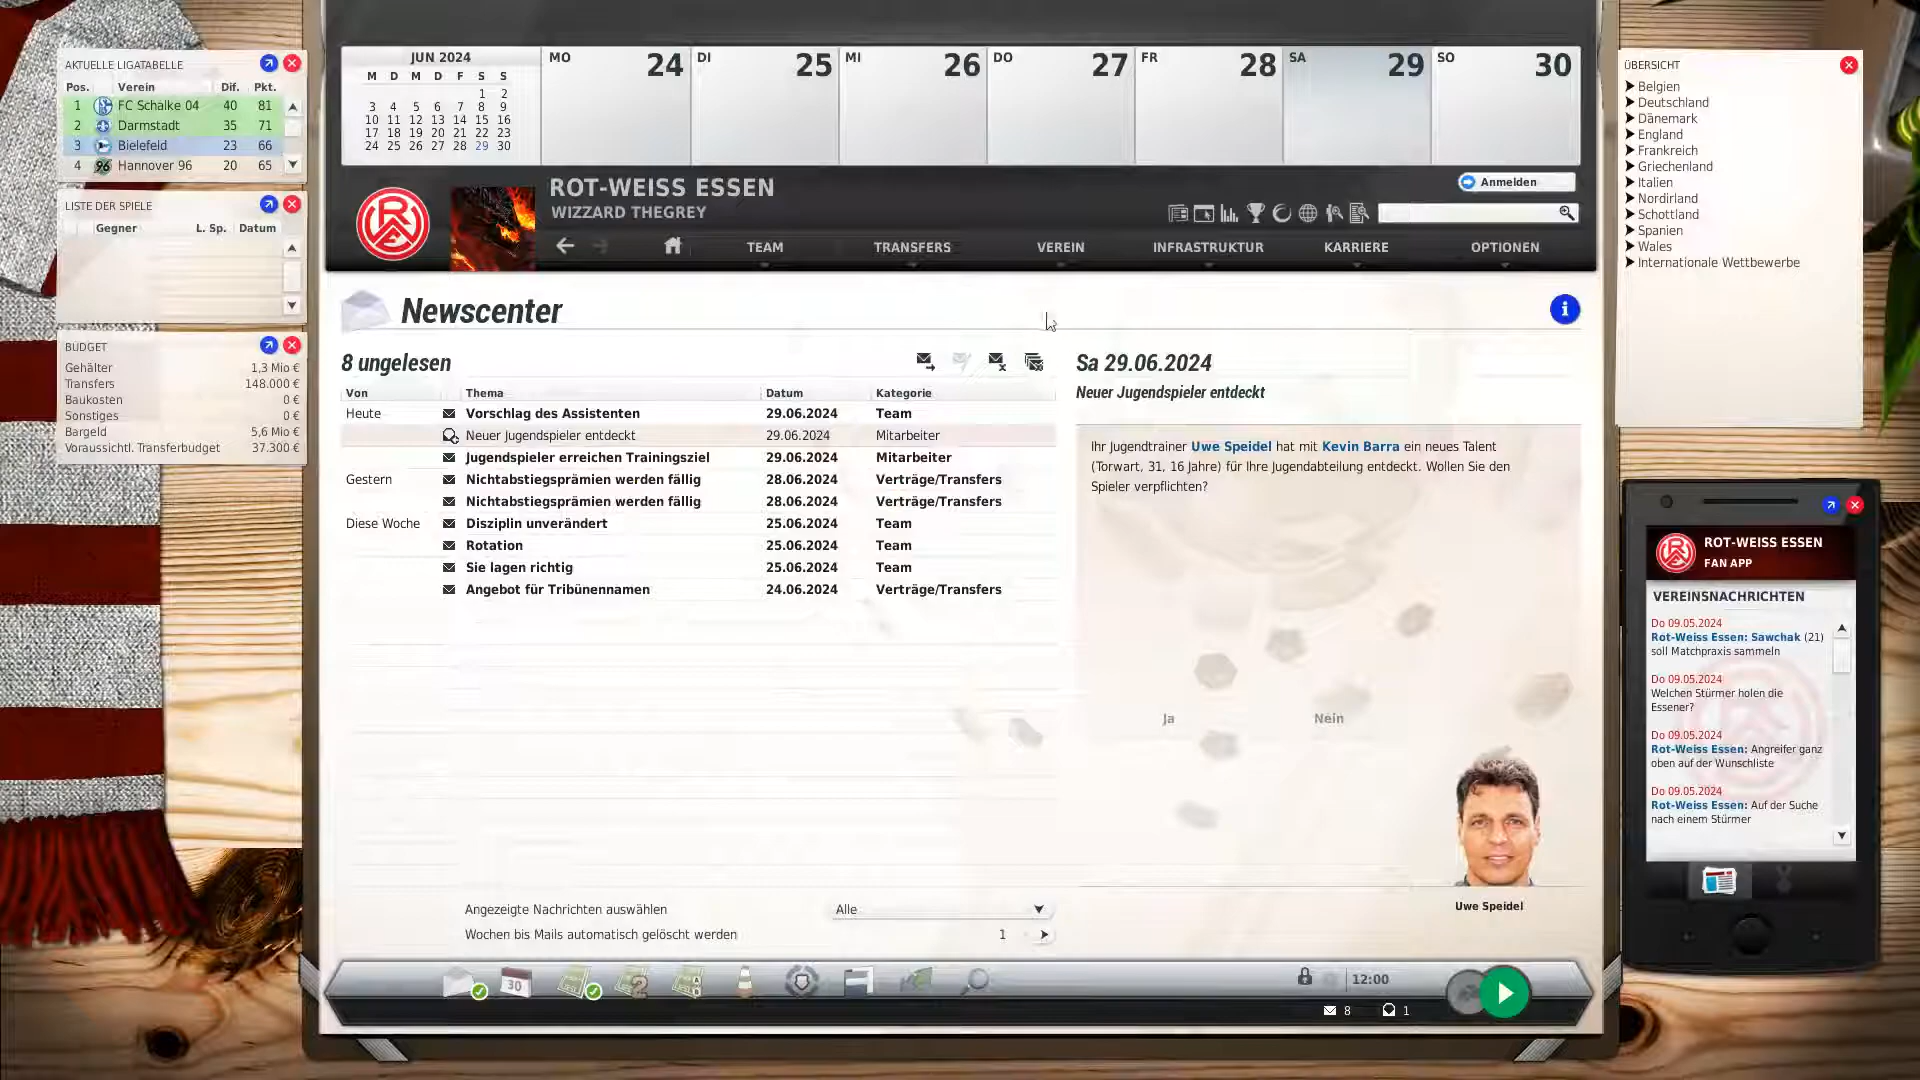 AKTUELLE LIGATABELLE
Pos. Verein Dif. Pkt.
1 FC Schalke 04 40 81
2 Darmstadt 35 71
3 Bielefeld 23 66
4 Hannover 96 20 65
LISTE DER SPIELE
Gegner L. Sp. Datum
BUDGET
Gehälter 1,3 Mio €
Transfers 148.000 €
Baukosten 0 €
Sonstiges 0 €
Bargeld 5,6 Mio €
Voraussichtl. Transferbudget 37.300 €
JUN 2024
M D M D F S S
1 2
3 4 5 6 7 8 9
10 11 12 13 14 15 16
17 18 19 20 21 22 23
24 25 26 27 28 29 30
MO 24 DI 25 MI 26 DO 27 FR 28 SA 29 SO 30
ROT-WEISS ESSEN
WIZZARD THEGREY
Anmelden
TEAM TRANSFERS VEREIN INFRASTRUKTUR KARRIERE OPTIONEN
Newscenter
8 ungelesen
Von Thema Datum Kategorie
Heute Vorschlag des Assistenten 29.06.2024 Team
Neuer Jugendspieler entdeckt 29.06.2024 Mitarbeiter
Jugendspieler erreichen Trainingsziel 29.06.2024 Mitarbeiter
Gestern Nichtabstiegsprämien werden fällig 28.06.2024 Verträge/Transfers
Nichtabstiegsprämien werden fällig 28.06.2024 Verträge/Transfers
Diese Woche Disziplin unverändert 25.06.2024 Team
Rotation 25.06.2024 Team
Sie lagen richtig 25.06.2024 Team
Angebot für Tribünennamen 24.06.2024 Verträge/Transfers
Angezeigte Nachrichten auswählen Alle
Wochen bis Mails automatisch gelöscht werden 1
Sa 29.06.2024
Neuer Jugendspieler entdeckt
Ihr Jugendtrainer Uwe Speidel hat mit Kevin Barra ein neues Talent
(Torwart, 31, 16 Jahre) für Ihre Jugendabteilung entdeckt. Wollen Sie den
Spieler verpflichten?
Ja Nein
Uwe Speidel
30
12:00
8 1
ÜBERSICHT
Belgien
Deutschland
Dänemark
England
Frankreich
Griechenland
Italien
Nordirland
Schottland
Spanien
Wales
Internationale Wettbewerbe
ROT-WEISS ESSEN
FAN APP
VEREINSNACHRICHTEN
Do 09.05.2024
Rot-Weiss Essen: Sawchak (21)
soll Matchpraxis sammeln
Do 09.05.2024
Welchen Stürmer holen die
Essener?
Do 09.05.2024
Rot-Weiss Essen: Angreifer ganz
oben auf der Wunschliste
Do 09.05.2024
Rot-Weiss Essen: Auf der Suche
nach einem Stürmer